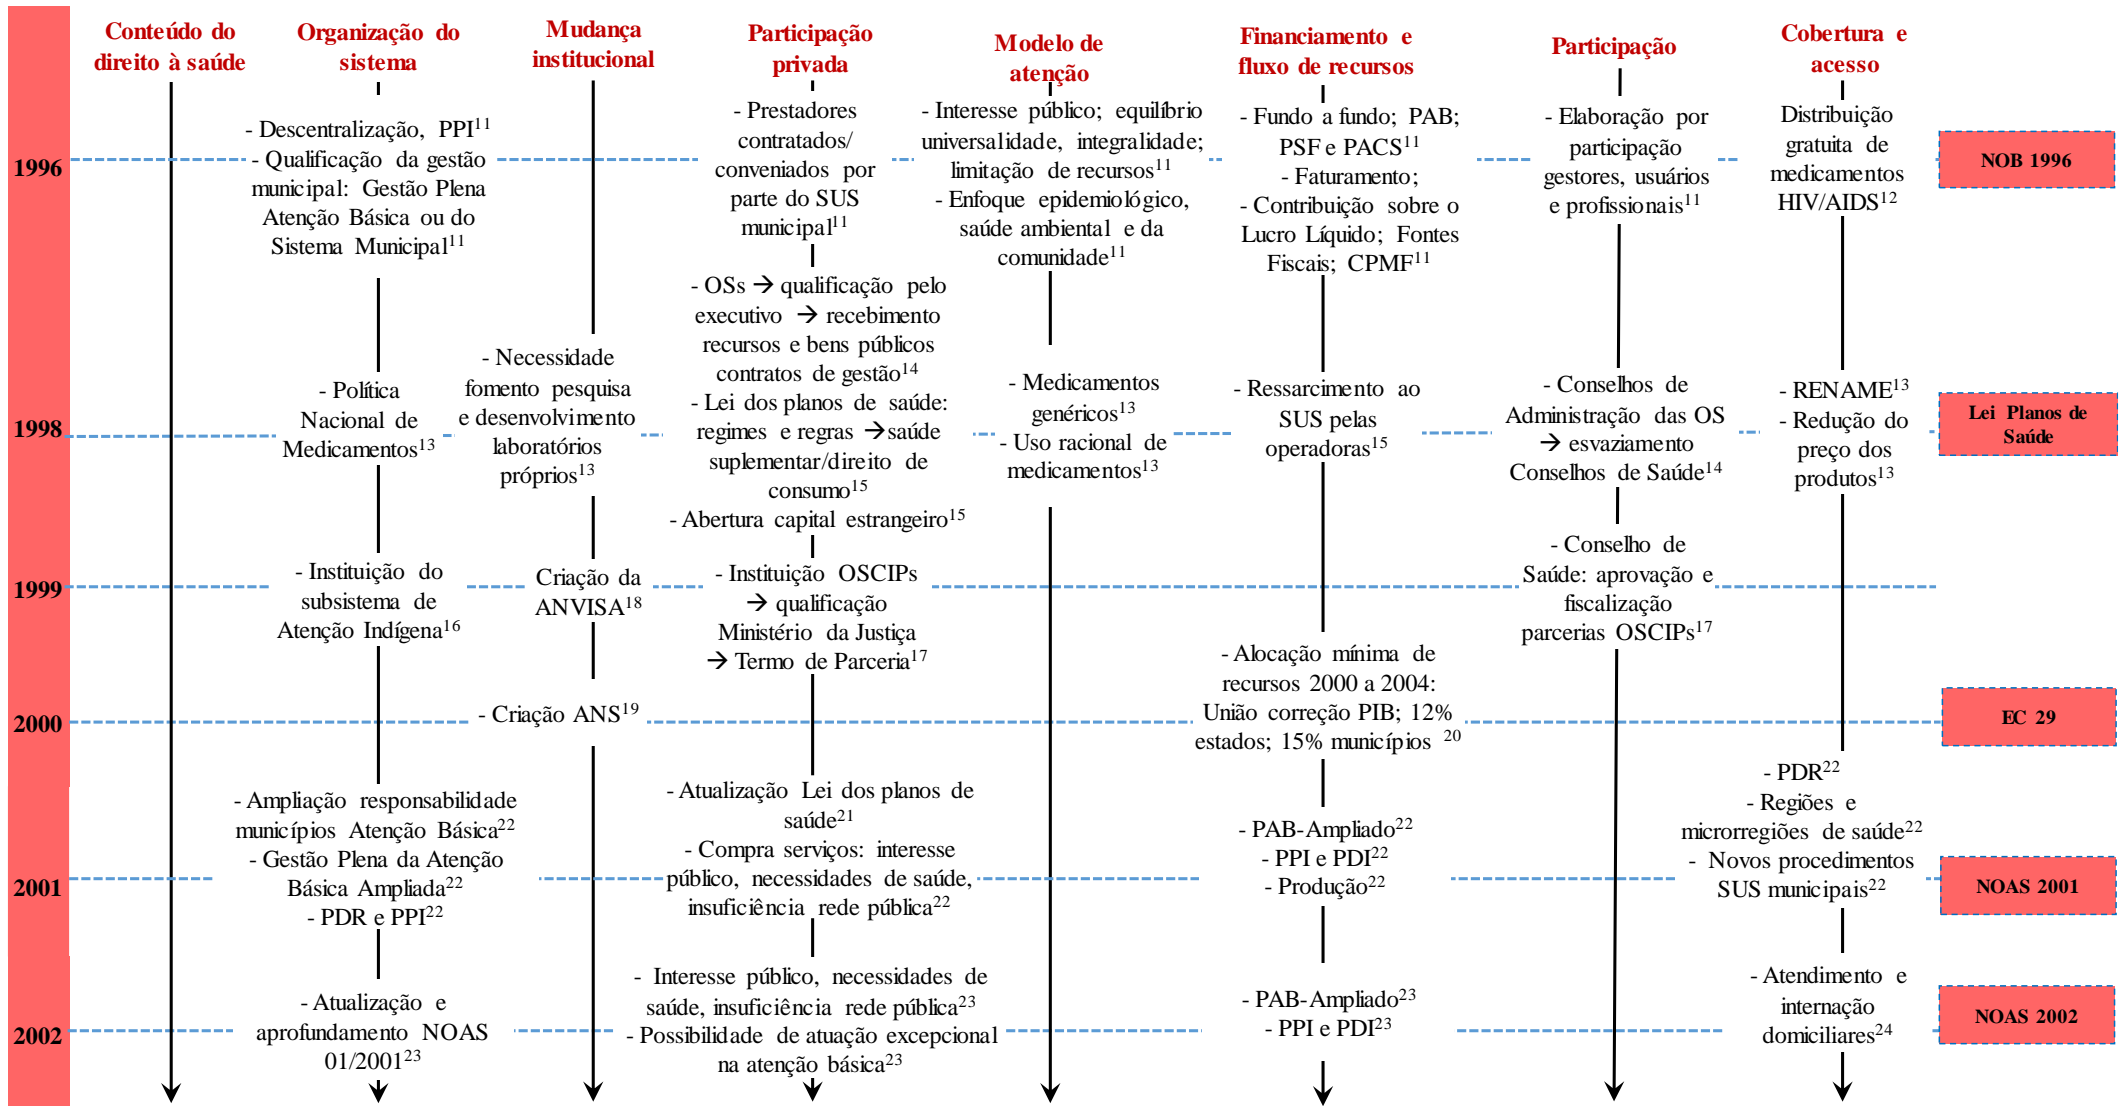 Conteúdo do
direito à saúde
Organização do
sistema
Mudança
institucional
Participação
privada
Modelo de
atenção
Financiamento e
fluxo de recursos
Participação
Cobertura e
acesso
1996
- Descentralização, PPI11
- Qualificação da gestão
municipal: Gestão Plena
Atenção Básica ou do
Sistema Municipal11
- Prestadores
contratados/
conveniados por
parte do SUS
municipal11
- Interesse público; equilíbrio
universalidade, integralidade;
limitação de recursos11
- Enfoque epidemiológico,
saúde ambiental e da
comunidade11
- Fundo a fundo; PAB;
PSF e PACS11
- Faturamento;
- Contribuição sobre o
Lucro Líquido; Fontes
Fiscais; CPMF11
- Elaboração por
participação
gestores, usuários
e profissionais11
Distribuição
gratuita de
medicamentos
HIV/AIDS12
NOB 1996
1998
- Política
Nacional de
Medicamentos13
- Necessidade
fomento pesquisa
e desenvolvimento
laboratórios
próprios13
- OSs → qualificação pelo
executivo → recebimento
recursos e bens públicos
contratos de gestão14
- Lei dos planos de saúde:
regimes e regras →saúde
suplementar/direito de
consumo15
- Abertura capital estrangeiro15
- Medicamentos
genéricos13
- Uso racional de
medicamentos13
- Ressarcimento ao
SUS pelas
operadoras15
- Conselhos de
Administração das OS
→ esvaziamento
Conselhos de Saúde14
- RENAME13
- Redução do
preço dos
produtos13
Lei Planos de
Saúde
1999
- Instituição do
subsistema de
Atenção Indígena16
Criação da
ANVISA18
- Instituição OSCIPs
→ qualificação
Ministério da Justiça
→ Termo de Parceria17
- Conselho de
Saúde: aprovação e
fiscalização
parcerias OSCIPs17
2000
- Criação ANS19
- Alocação mínima de
recursos 2000 a 2004:
União correção PIB; 12%
estados; 15% municípios 20
EC 29
2001
- Ampliação responsabilidade
municípios Atenção Básica22
- Gestão Plena da Atenção
Básica Ampliada22
- PDR e PPI22
- Atualização Lei dos planos de
saúde21
- Compra serviços: interesse
público, necessidades de saúde,
insuficiência rede pública22
- PAB-Ampliado22
- PPI e PDI22
- Produção22
- PDR22
- Regiões e
microrregiões de saúde22
- Novos procedimentos
SUS municipais22
NOAS 2001
2002
- Atualização e
aprofundamento NOAS
01/200123
- Interesse público, necessidades de
saúde, insuficiência rede pública23
- Possibilidade de atuação excepcional
na atenção básica23
- PAB-Ampliado23
- PPI e PDI23
- Atendimento e
internação
domiciliares24
NOAS 2002